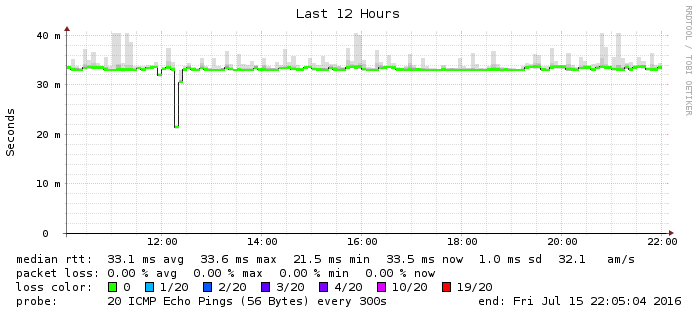 Last 12 Hours
RRDTOOL / TOBI OETIKER
Seconds
40 m
30 m
20 m
10 m
0
12:00 14:00 16:00 18:00 20:00 22:00
median rtt: 33.1 ms avg 33.6 ms max 21.5 ms min 33.5 ms now 1.0 ms sd 32.1 am/s
packet loss: 0.00 % avg 0.00 % max 0.00 % min 0.00 % now
loss color: 0 1/20 2/20 3/20 4/20 10/20 19/20
probe: 20 ICMP Echo Pings (56 Bytes) every 300s end: Fri Jul 15 22:05:04 2016